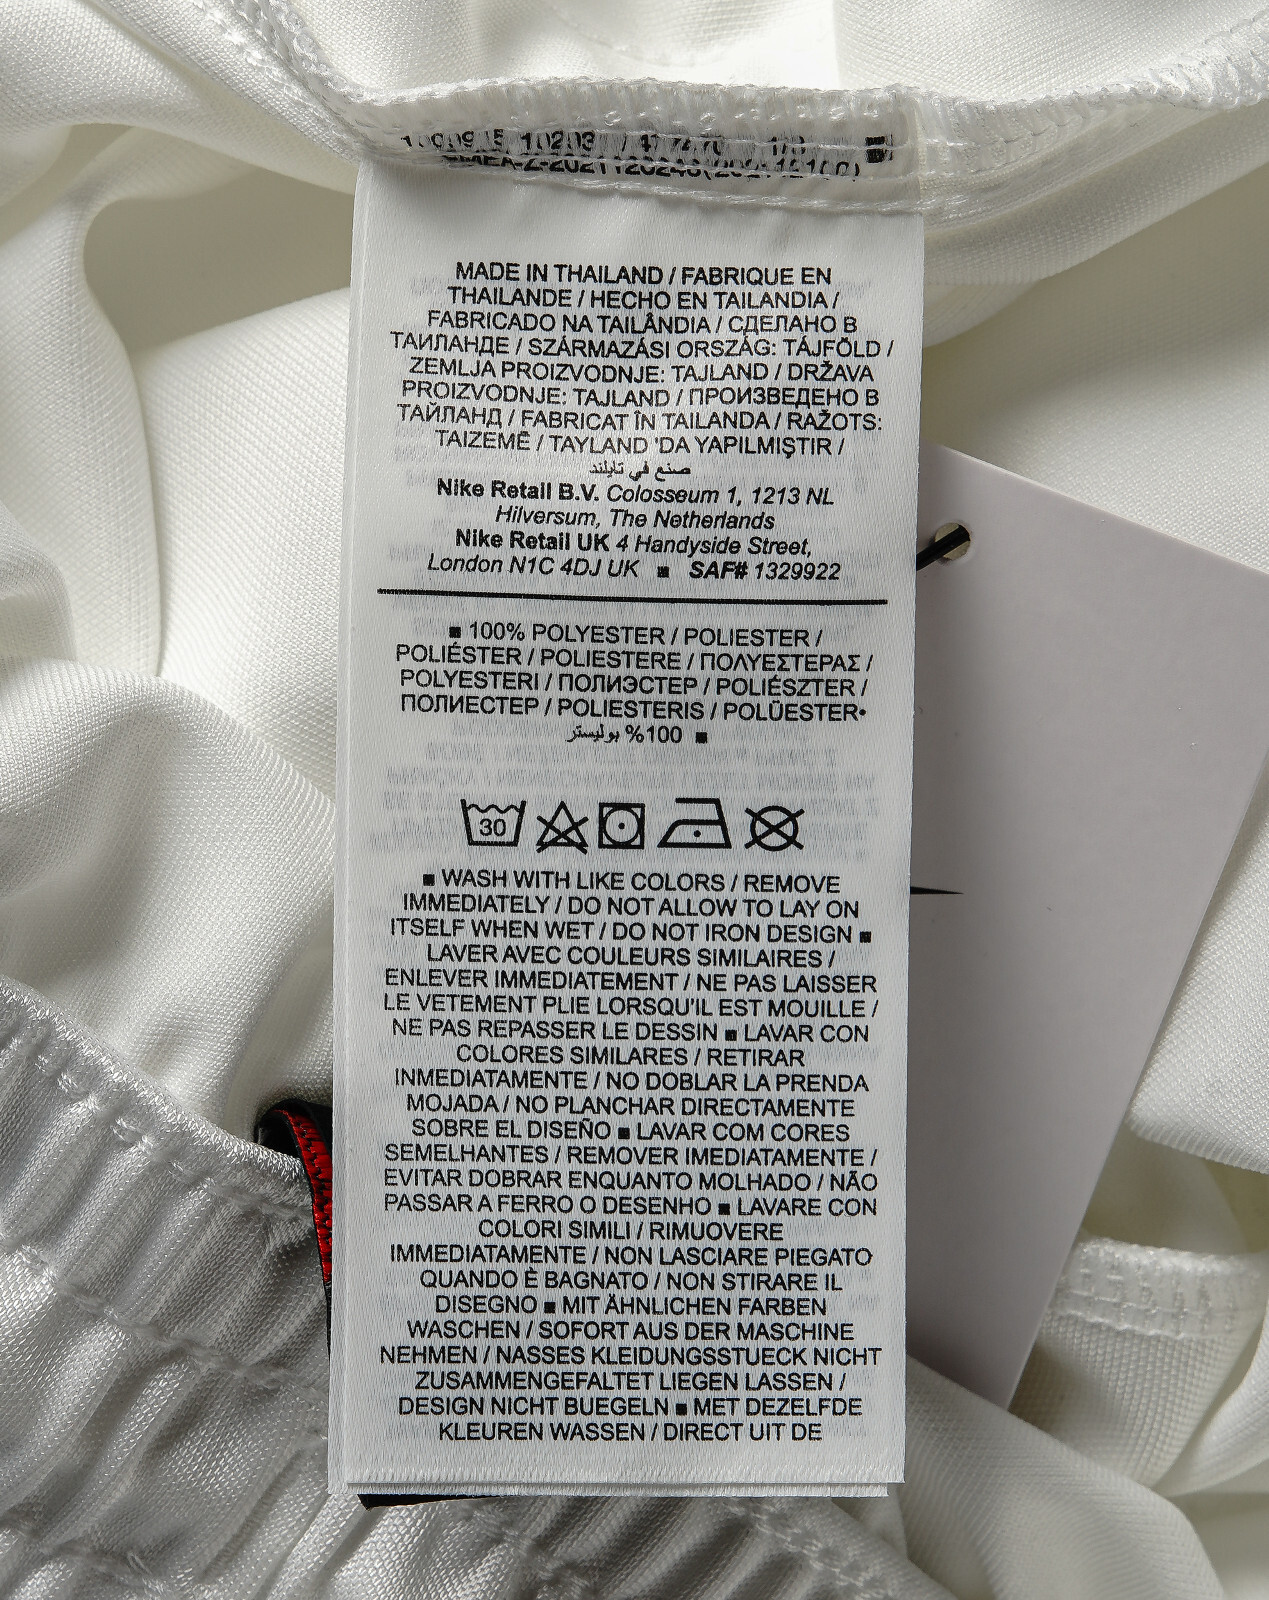 MADE IN THAILAND / FABRIQUE EN
THAILANDE / HECHO EN TAILANDIA /
FABRICADO NA TAILÂNDIA / СДЕЛАНО В
ТАИЛАНДЕ / SZÁRMAZÁSI ORSZÁG: TÁJFÖLD /
ZEMLJA PROIZVODNJE: TAJLAND / DRŽAVA
PROIZVODNJE: TAJLAND / ПРОИЗВЕДЕНО В
ТАЙЛАНД / FABRICAT ÎN TAILANDA / RAŽOTS:
TAIZEMĒ / TAYLAND 'DA YAPILMIŞTIR /
صنع في تايلند
Nike Retail B.V. Colosseum 1, 1213 NL
Hilversum, The Netherlands
Nike Retail UK 4 Handyside Street,
London N1C 4DJ UK ■ SAF# 1329922
■ 100% POLYESTER / POLIESTER /
POLIÉSTER / POLIESTERE / ΠΟΛΥΕΣΤΕΡΑΣ /
POLYESTERI / ПОЛИЭСТЕР / POLIÉSZTER /
ПОЛИЕСТЕР / POLIESTERIS / POLÜESTER•
100% بوليستر ■
30
■ WASH WITH LIKE COLORS / REMOVE
IMMEDIATELY / DO NOT ALLOW TO LAY ON
ITSELF WHEN WET / DO NOT IRON DESIGN ■
LAVER AVEC COULEURS SIMILAIRES /
ENLEVER IMMEDIATEMENT / NE PAS LAISSER
LE VETEMENT PLIE LORSQU'IL EST MOUILLE /
NE PAS REPASSER LE DESSIN ■ LAVAR CON
COLORES SIMILARES / RETIRAR
INMEDIATAMENTE / NO DOBLAR LA PRENDA
MOJADA / NO PLANCHAR DIRECTAMENTE
SOBRE EL DISEÑO ■ LAVAR COM CORES
SEMELHANTES / REMOVER IMEDIATAMENTE /
EVITAR DOBRAR ENQUANTO MOLHADO / NÃO
PASSAR A FERRO O DESENHO ■ LAVARE CON
COLORI SIMILI / RIMUOVERE
IMMEDIATAMENTE / NON LASCIARE PIEGATO
QUANDO È BAGNATO / NON STIRARE IL
DISEGNO ■ MIT ÄHNLICHEN FARBEN
WASCHEN / SOFORT AUS DER MASCHINE
NEHMEN / NASSES KLEIDUNGSSTUECK NICHT
ZUSAMMENGEFALTET LIEGEN LASSEN /
DESIGN NICHT BUEGELN ■ MET DEZELFDE
KLEUREN WASSEN / DIRECT UIT DE